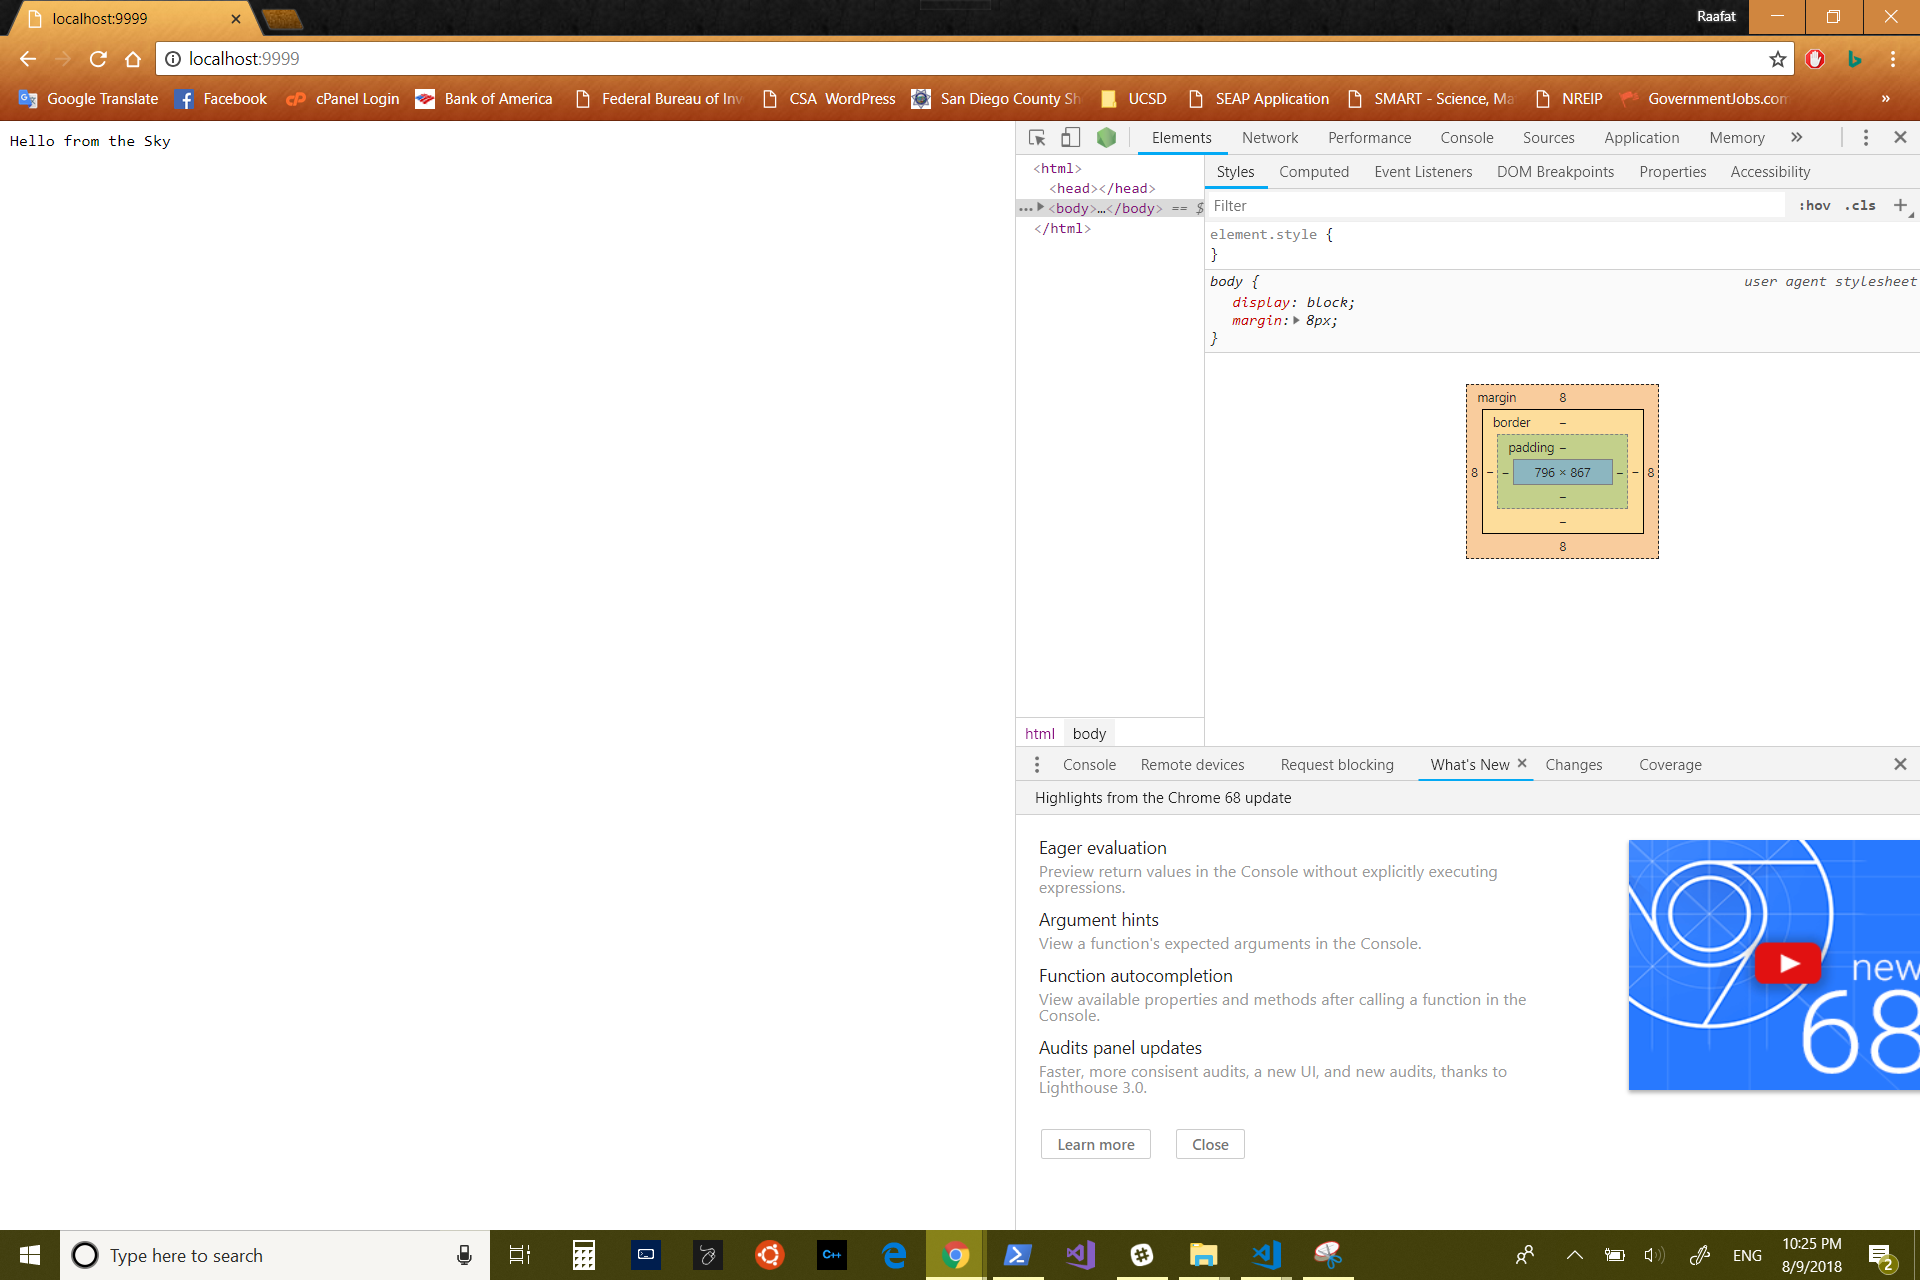 localhost:9999
Raafat
localhost:9999
Google Translate Facebook cPanel Login Bank of America Federal Bureau of Inv CSA WordPress San Diego County Sh UCSD SEAP Application SMART - Science, Ma NREIP GovernmentJobs.com »
Hello from the Sky
Elements Network Performance Console Sources Application Memory »
<html>
<head></head>
…<body>…</body> == $
</html>
html body
Styles Computed Event Listeners DOM Breakpoints Properties Accessibility
Filter :hov .cls +
element.style {
}
body { user agent stylesheet
display: block;
margin: 8px;
}
margin 8
border –
padding –
8 – – 796 × 867 – – 8
–
–
8
Console Remote devices Request blocking What's New Changes Coverage
Highlights from the Chrome 68 update
Eager evaluation
Preview return values in the Console without explicitly executing
expressions.
Argument hints
View a function's expected arguments in the Console.
Function autocompletion
View available properties and methods after calling a function in the
Console.
Audits panel updates
Faster, more consisent audits, a new UI, and new audits, thanks to
Lighthouse 3.0.
Learn more Close
new
68
Type here to search
C++
ENG
10:25 PM
8/9/2018
2